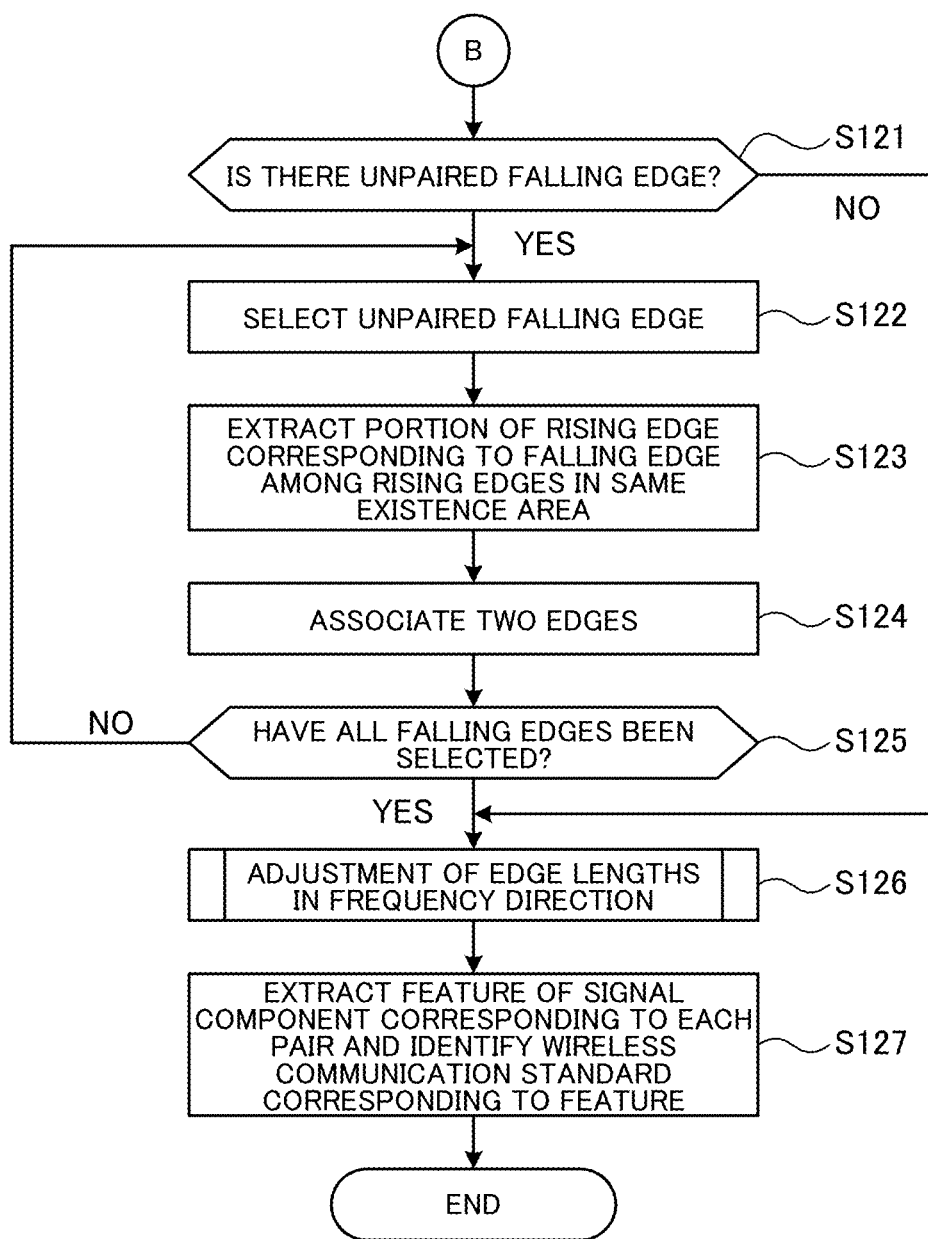 B
S121
IS THERE UNPAIRED FALLING EDGE?
NO
YES
SELECT UNPAIRED FALLING EDGE
S122
EXTRACT PORTION OF RISING EDGE
CORRESPONDING TO FALLING EDGE
AMONG RISING EDGES IN SAME
EXISTENCE AREA
S123
ASSOCIATE TWO EDGES
S124
NO
HAVE ALL FALLING EDGES BEEN
SELECTED?
S125
YES
ADJUSTMENT OF EDGE LENGTHS
IN FREQUENCY DIRECTION
S126
EXTRACT FEATURE OF SIGNAL
COMPONENT CORRESPONDING TO EACH
PAIR AND IDENTIFY WIRELESS
COMMUNICATION STANDARD
CORRESPONDING TO FEATURE
S127
END